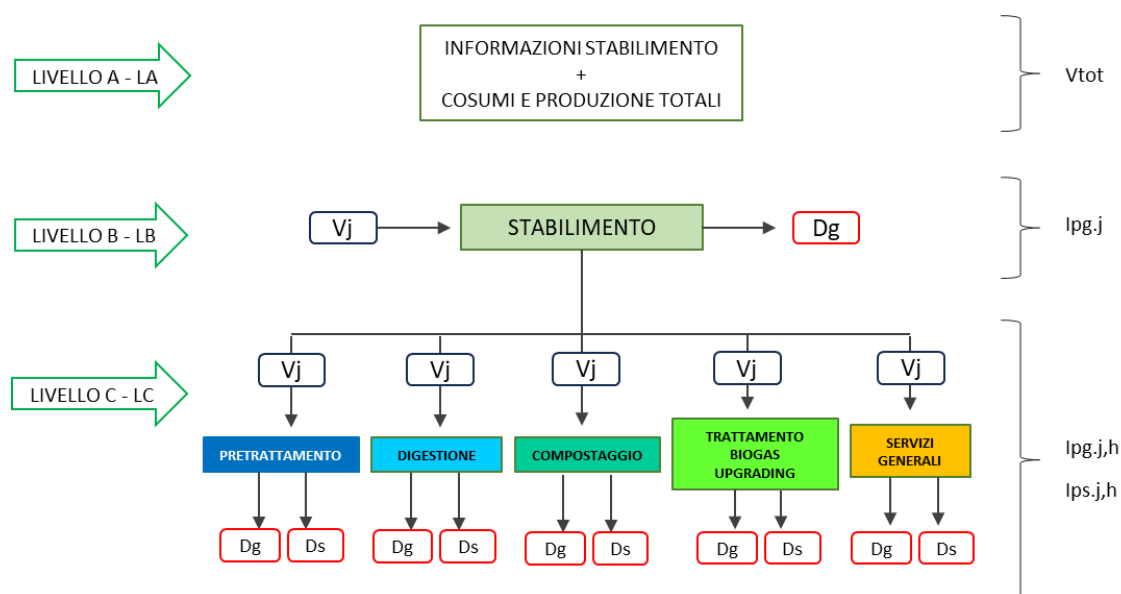 INFORMAZIONI STABILIMENTO
+
COSUMI E PRODUZIONE TOTALI
LIVELLO A - LA
Vtot
LIVELLO B - LB
Vj
STABILIMENTO
Dg
Ipg.j
LIVELLO C - LC
Vj
Vj
Vj
Vj
Vj
PRETRATTAMENTO
DIGESTIONE
COMPOSTAGGIO
TRATTAMENTO
BIOGAS
UPGRADING
SERVIZI
GENERALI
Ipg.j,h
Ips.j,h
Dg
Ds
Dg
Ds
Dg
Ds
Dg
Ds
Dg
Ds